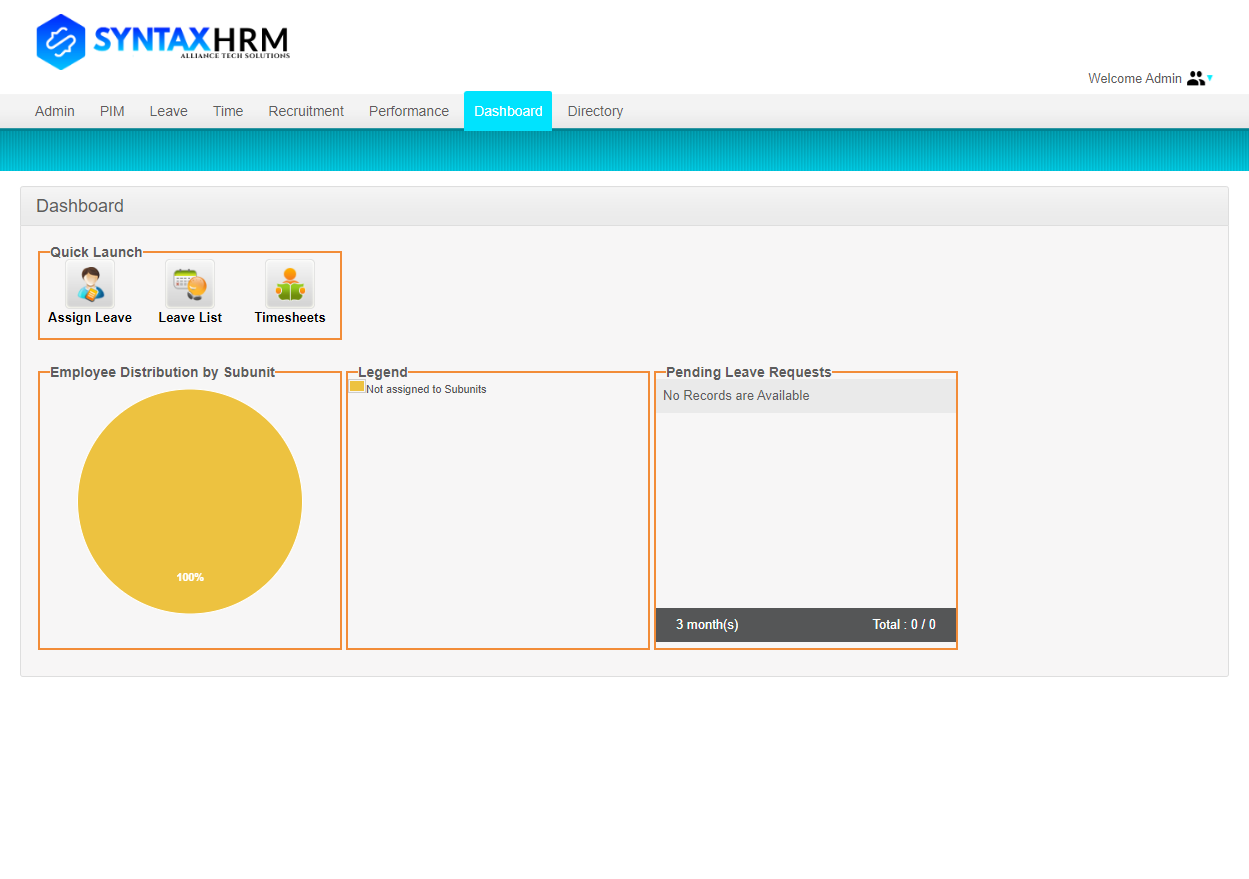 SYNTAXHRM
ALLIANCE TECH SOLUTIONS
Welcome Admin
Admin PIM Leave Time Recruitment Performance Dashboard Directory
Dashboard
Quick Launch
Assign Leave Leave List Timesheets
Employee Distribution by Subunit
100%
Legend
Not assigned to Subunits
Pending Leave Requests
No Records are Available
3 month(s) Total : 0 / 0